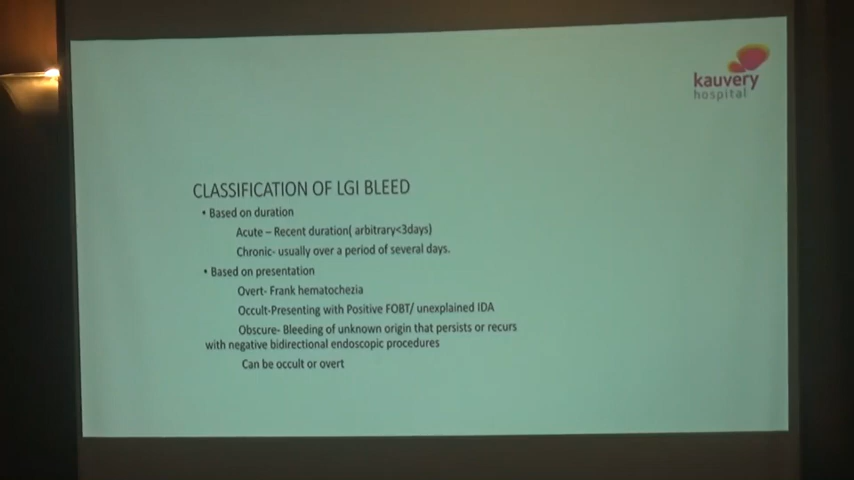 kauvery
hospital
CLASSIFICATION OF LGI BLEED
• Based on duration
Acute – Recent duration( arbitrary<3days)
Chronic- usually over a period of several days.
• Based on presentation
Overt- Frank hematochezia
Occult-Presenting with Positive FOBT/ unexplained IDA
Obscure- Bleeding of unknown origin that persists or recurs
with negative bidirectional endoscopic procedures
Can be occult or overt